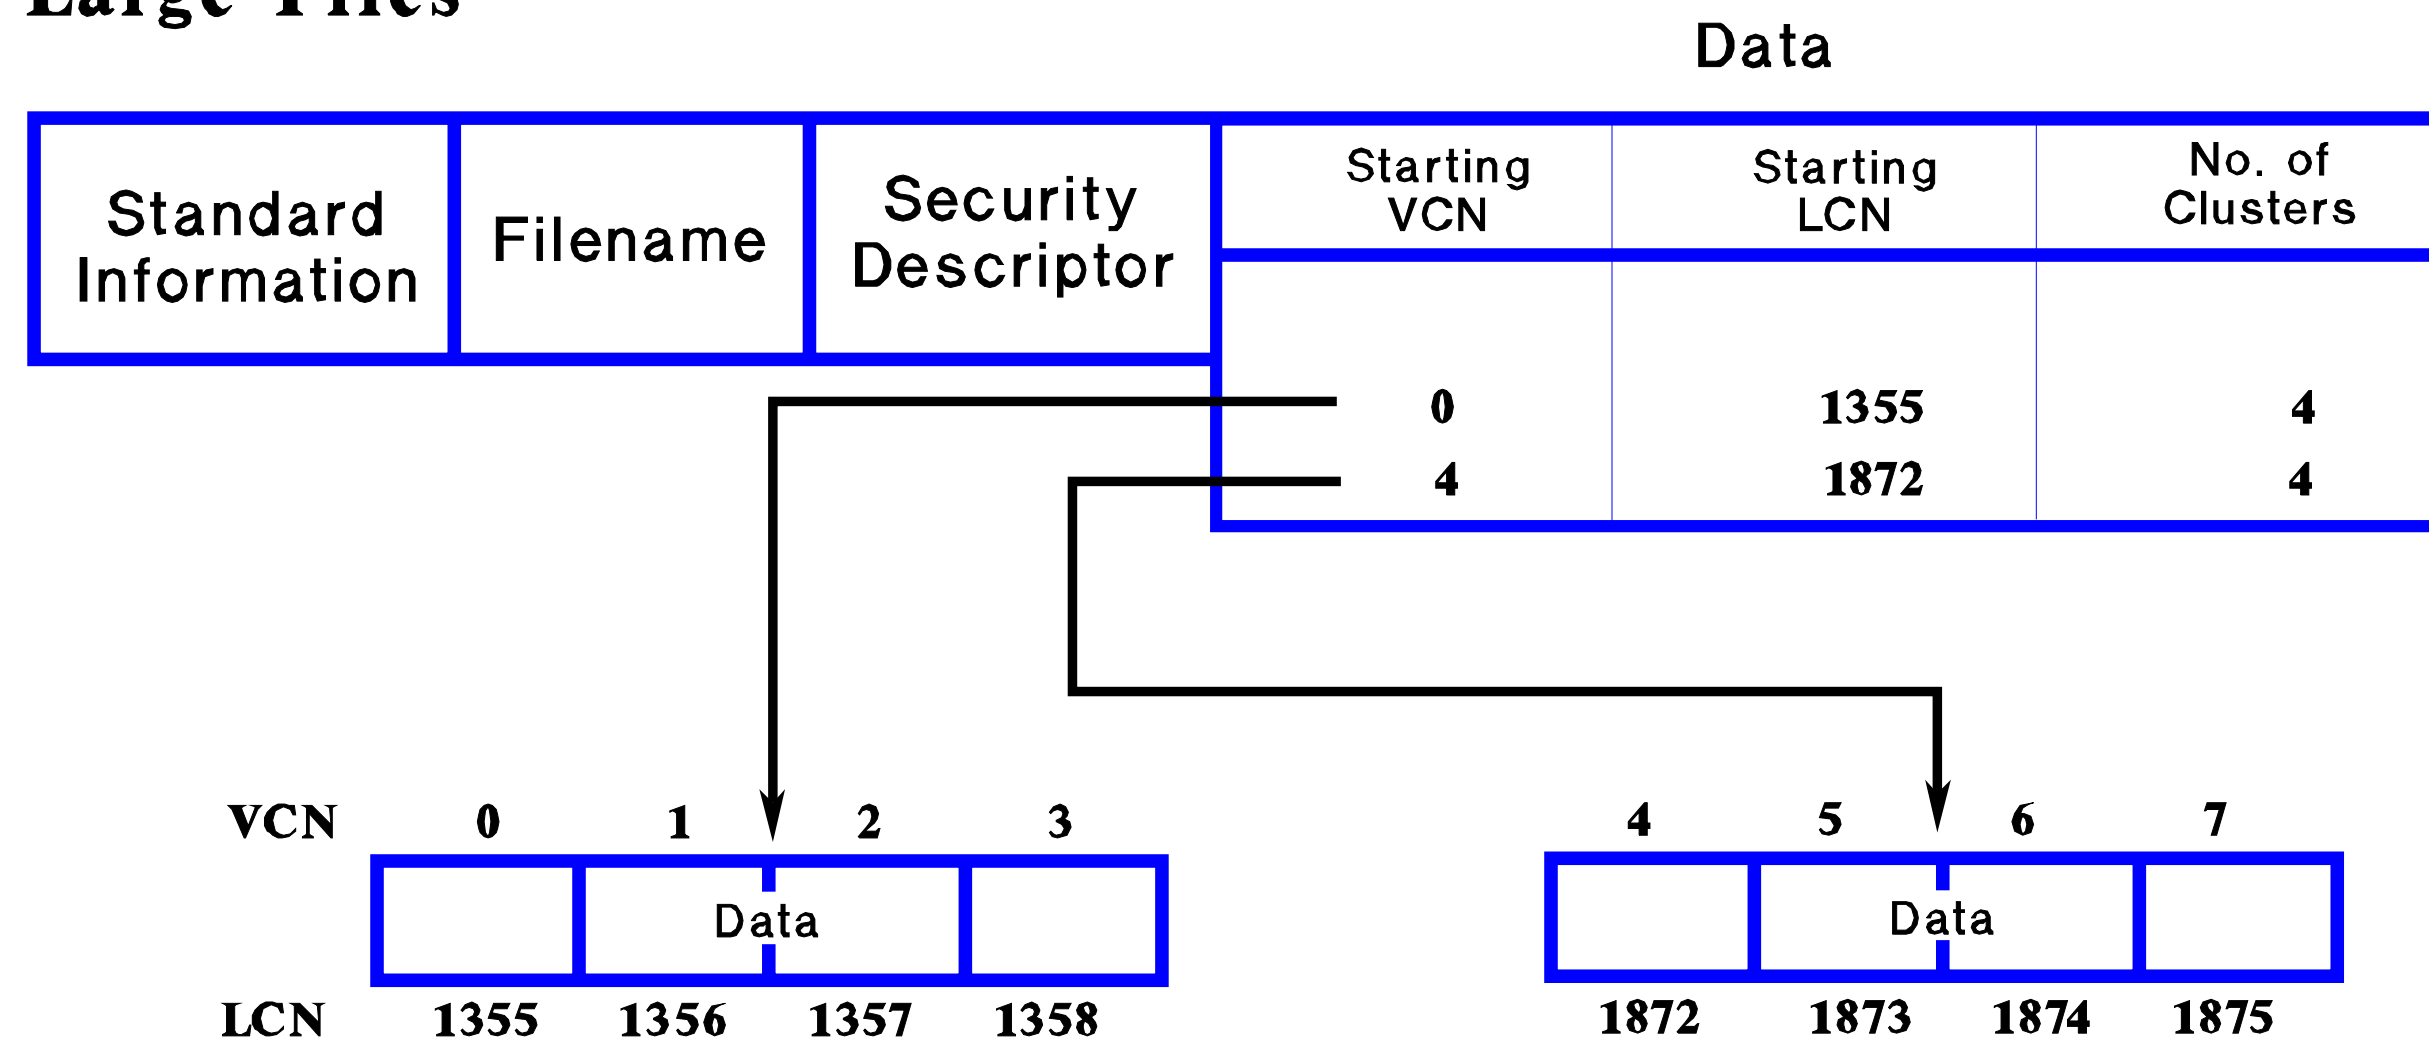 Large Files
Data
Standard
Information
Filename
Security
Descriptor
Starting
VCN
Starting
LCN
No. of
Clusters
0 1355 4
4 1872 4
VCN 0 1 2 3
Data
LCN 1355 1356 1357 1358
4 5 6 7
Data
1872 1873 1874 1875